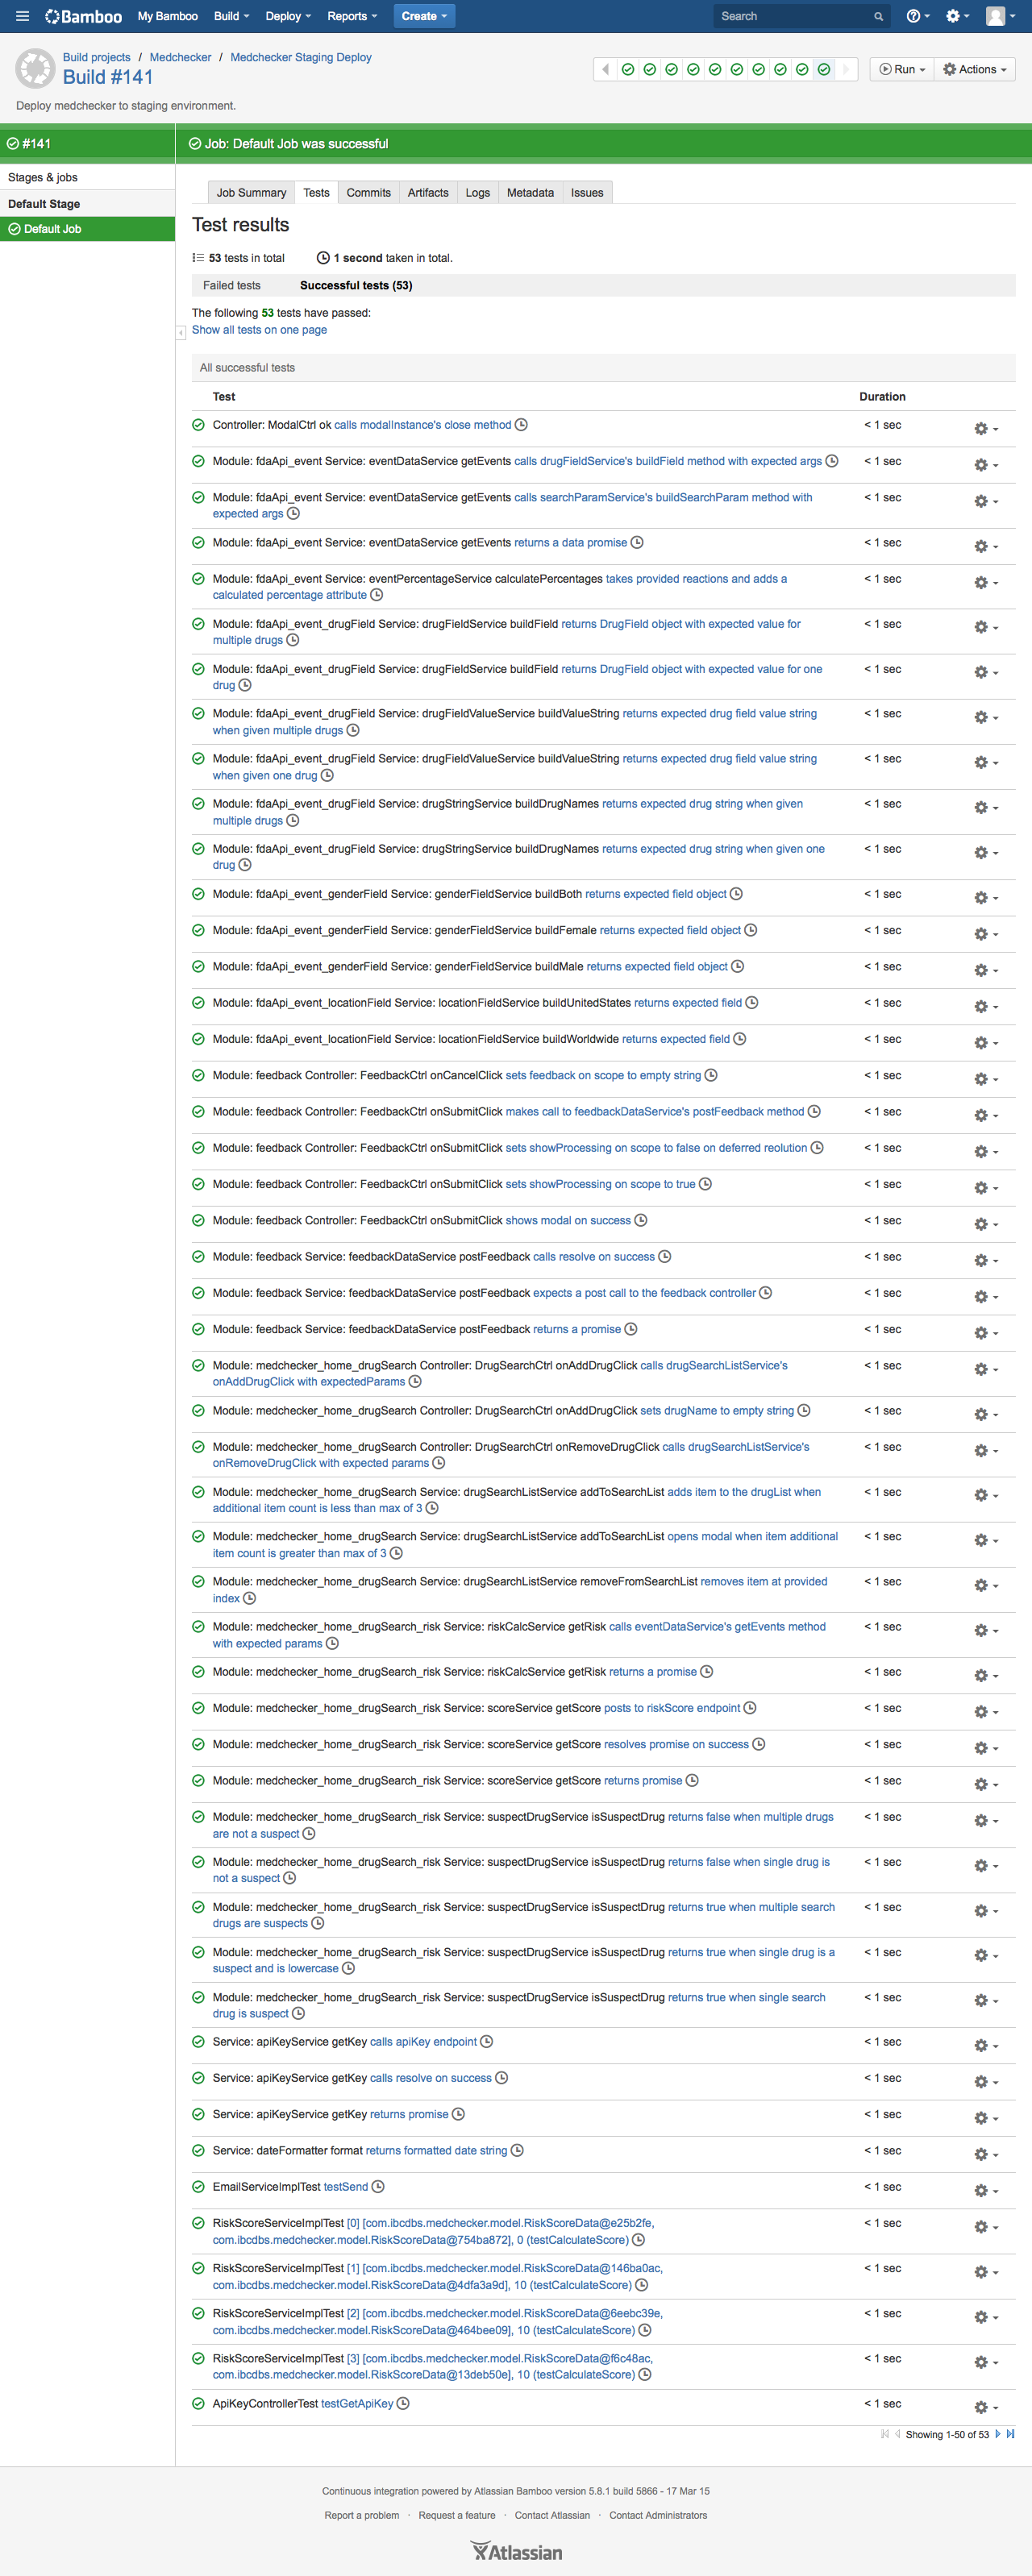 Bamboo My Bamboo Build Deploy Reports Create Search
Build projects / Medchecker / Medchecker Staging Deploy
Build #141
Run Actions
Deploy medchecker to staging environment.
#141
Job: Default Job was successful
Stages & jobs
Default Stage
Default Job
Job Summary Tests Commits Artifacts Logs Metadata Issues
Test results
53 tests in total 1 second taken in total.
Failed tests Successful tests (53)
The following 53 tests have passed:
Show all tests on one page
All successful tests
Test Duration
Controller: ModalCtrl ok calls modalInstance's close method < 1 sec
Module: fdaApi_event Service: eventDataService getEvents calls drugFieldService's buildField method with expected args < 1 sec
Module: fdaApi_event Service: eventDataService getEvents calls searchParamService's buildSearchParam method with < 1 sec
expected args
Module: fdaApi_event Service: eventDataService getEvents returns a data promise < 1 sec
Module: fdaApi_event Service: eventPercentageService calculatePercentages takes provided reactions and adds a < 1 sec
calculated percentage attribute
Module: fdaApi_event_drugField Service: drugFieldService buildField returns DrugField object with expected value for < 1 sec
multiple drugs
Module: fdaApi_event_drugField Service: drugFieldService buildField returns DrugField object with expected value for one < 1 sec
drug
Module: fdaApi_event_drugField Service: drugFieldValueService buildValueString returns expected drug field value string < 1 sec
when given multiple drugs
Module: fdaApi_event_drugField Service: drugFieldValueService buildValueString returns expected drug field value string < 1 sec
when given one drug
Module: fdaApi_event_drugField Service: drugStringService buildDrugNames returns expected drug string when given < 1 sec
multiple drugs
Module: fdaApi_event_drugField Service: drugStringService buildDrugNames returns expected drug string when given one < 1 sec
drug
Module: fdaApi_event_genderField Service: genderFieldService buildBoth returns expected field object < 1 sec
Module: fdaApi_event_genderField Service: genderFieldService buildFemale returns expected field object < 1 sec
Module: fdaApi_event_genderField Service: genderFieldService buildMale returns expected field object < 1 sec
Module: fdaApi_event_locationField Service: locationFieldService buildUnitedStates returns expected field < 1 sec
Module: fdaApi_event_locationField Service: locationFieldService buildWorldwide returns expected field < 1 sec
Module: feedback Controller: FeedbackCtrl onCancelClick sets feedback on scope to empty string < 1 sec
Module: feedback Controller: FeedbackCtrl onSubmitClick makes call to feedbackDataService's postFeedback method < 1 sec
Module: feedback Controller: FeedbackCtrl onSubmitClick sets showProcessing on scope to false on deferred reolution < 1 sec
Module: feedback Controller: FeedbackCtrl onSubmitClick sets showProcessing on scope to true < 1 sec
Module: feedback Controller: FeedbackCtrl onSubmitClick shows modal on success < 1 sec
Module: feedback Service: feedbackDataService postFeedback calls resolve on success < 1 sec
Module: feedback Service: feedbackDataService postFeedback expects a post call to the feedback controller < 1 sec
Module: feedback Service: feedbackDataService postFeedback returns a promise < 1 sec
Module: medchecker_home_drugSearch Controller: DrugSearchCtrl onAddDrugClick calls drugSearchListService's < 1 sec
onAddDrugClick with expectedParams
Module: medchecker_home_drugSearch Controller: DrugSearchCtrl onAddDrugClick sets drugName to empty string < 1 sec
Module: medchecker_home_drugSearch Controller: DrugSearchCtrl onRemoveDrugClick calls drugSearchListService's < 1 sec
onRemoveDrugClick with expected params
Module: medchecker_home_drugSearch Service: drugSearchListService addToSearchList adds item to the drugList when < 1 sec
additional item count is less than max of 3
Module: medchecker_home_drugSearch Service: drugSearchListService addToSearchList opens modal when item additional < 1 sec
item count is greater than max of 3
Module: medchecker_home_drugSearch Service: drugSearchListService removeFromSearchList removes item at provided < 1 sec
index
Module: medchecker_home_drugSearch_risk Service: riskCalcService getRisk calls eventDataService's getEvents method < 1 sec
with expected params
Module: medchecker_home_drugSearch_risk Service: riskCalcService getRisk returns a promise < 1 sec
Module: medchecker_home_drugSearch_risk Service: scoreService getScore posts to riskScore endpoint < 1 sec
Module: medchecker_home_drugSearch_risk Service: scoreService getScore resolves promise on success < 1 sec
Module: medchecker_home_drugSearch_risk Service: scoreService getScore returns promise < 1 sec
Module: medchecker_home_drugSearch_risk Service: suspectDrugService isSuspectDrug returns false when multiple drugs < 1 sec
are not a suspect
Module: medchecker_home_drugSearch_risk Service: suspectDrugService isSuspectDrug returns false when single drug is < 1 sec
not a suspect
Module: medchecker_home_drugSearch_risk Service: suspectDrugService isSuspectDrug returns true when multiple search < 1 sec
drugs are suspects
Module: medchecker_home_drugSearch_risk Service: suspectDrugService isSuspectDrug returns true when single drug is a < 1 sec
suspect and is lowercase
Module: medchecker_home_drugSearch_risk Service: suspectDrugService isSuspectDrug returns true when single search < 1 sec
drug is suspect
Service: apiKeyService getKey calls apiKey endpoint < 1 sec
Service: apiKeyService getKey calls resolve on success < 1 sec
Service: apiKeyService getKey returns promise < 1 sec
Service: dateFormatter format returns formatted date string < 1 sec
EmailServiceImplTest testSend < 1 sec
RiskScoreServiceImplTest [0] [com.ibcdbs.medchecker.model.RiskScoreData@e25b2fe, < 1 sec
com.ibcdbs.medchecker.model.RiskScoreData@754ba872], 0 (testCalculateScore)
RiskScoreServiceImplTest [1] [com.ibcdbs.medchecker.model.RiskScoreData@146ba0ac, < 1 sec
com.ibcdbs.medchecker.model.RiskScoreData@4dfa3a9d], 10 (testCalculateScore)
RiskScoreServiceImplTest [2] [com.ibcdbs.medchecker.model.RiskScoreData@6eebc39e, < 1 sec
com.ibcdbs.medchecker.model.RiskScoreData@464bee09], 10 (testCalculateScore)
RiskScoreServiceImplTest [3] [com.ibcdbs.medchecker.model.RiskScoreData@f6c48ac, < 1 sec
com.ibcdbs.medchecker.model.RiskScoreData@13deb50e], 10 (testCalculateScore)
ApiKeyControllerTest testGetApiKey < 1 sec
Showing 1-50 of 53
Continuous integration powered by Atlassian Bamboo version 5.8.1 build 5866 - 17 Mar 15
Report a problem · Request a feature · Contact Atlassian · Contact Administrators
Atlassian